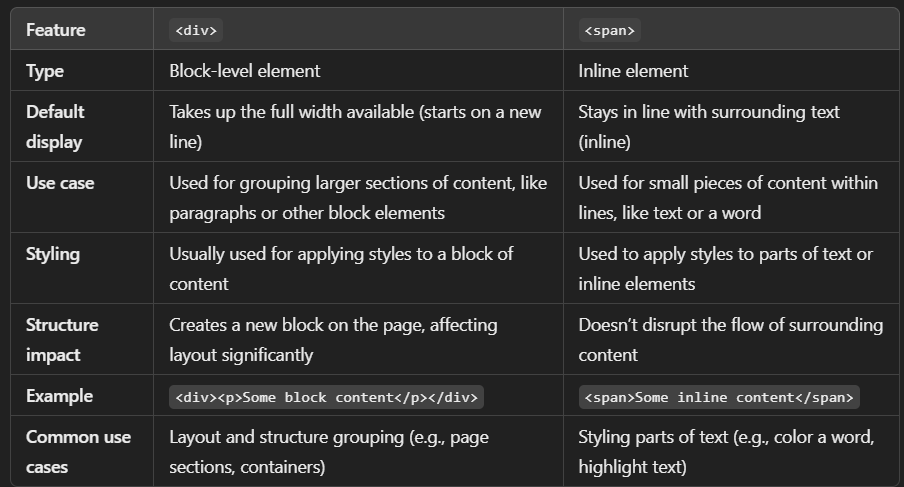 Feature <div> <span>
Type Block-level element Inline element
Default Takes up the full width available (starts on a new Stays in line with surrounding text
display line) (inline)
Use case Used for grouping larger sections of content, like Used for small pieces of content within
paragraphs or other block elements lines, like text or a word
Styling Usually used for applying styles to a block of Used to apply styles to parts of text or
content inline elements
Structure Creates a new block on the page, affecting Doesn’t disrupt the flow of surrounding
impact layout significantly content
Example <div><p>Some block content</p></div> <span>Some inline content</span>
Common use Layout and structure grouping (e.g., page Styling parts of text (e.g., color a word,
cases sections, containers) highlight text)